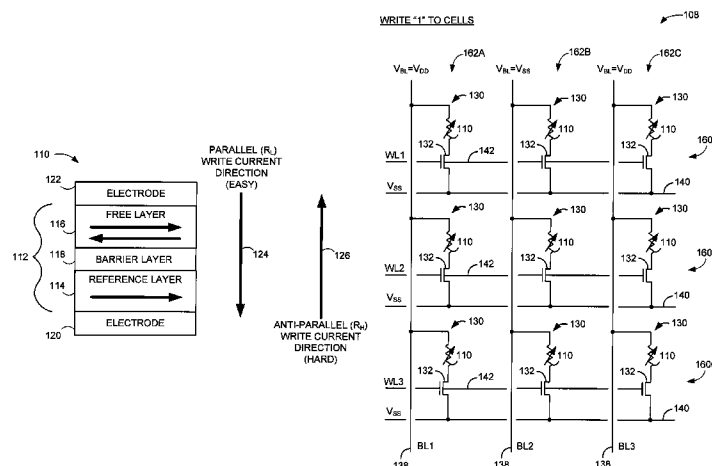 WRITE "1" TO CELLS
108
162A
162B
162C
V_BL=V_DD
V_BL=V_SS
V_BL=V_DD
130
130
130
110
110
110
132
142
132
132
160
WL1
V_SS
140
130
130
130
110
110
110
132
142
132
132
160
WL2
V_SS
140
130
130
130
110
110
110
132
142
132
132
160
WL3
V_SS
140
BL1
BL2
BL3
138
138
138
110
122
ELECTRODE
FREE LAYER
116
112
118
BARRIER LAYER
REFERENCE LAYER
114
ELECTRODE
120
PARALLEL (R_L)
WRITE CURRENT
DIRECTION
(EASY)
124
126
ANTI-PARALLEL (R_H)
WRITE CURRENT
DIRECTION
(HARD)